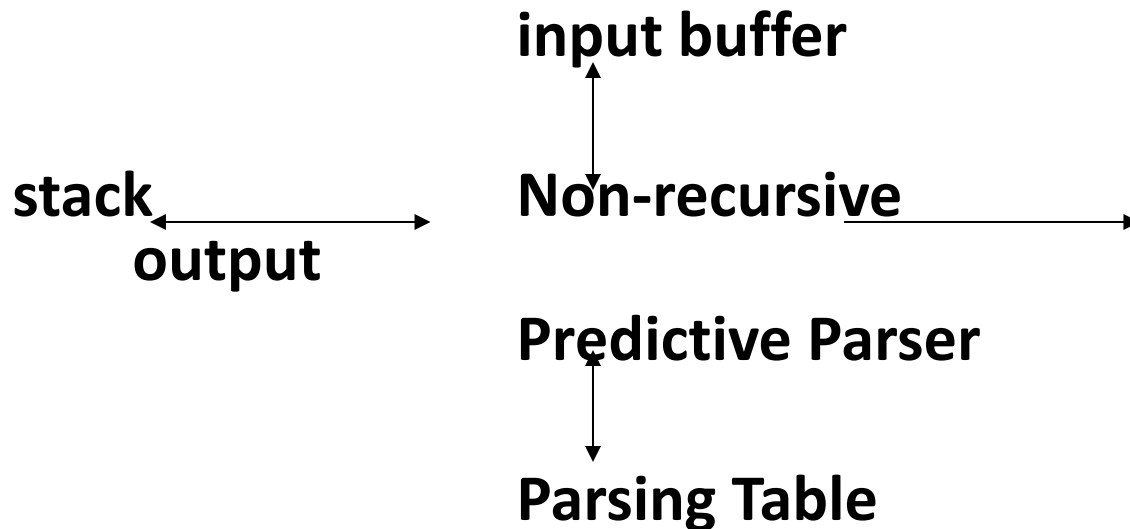 input buffer
stack Non-recursive
output
Predictive Parser
Parsing Table